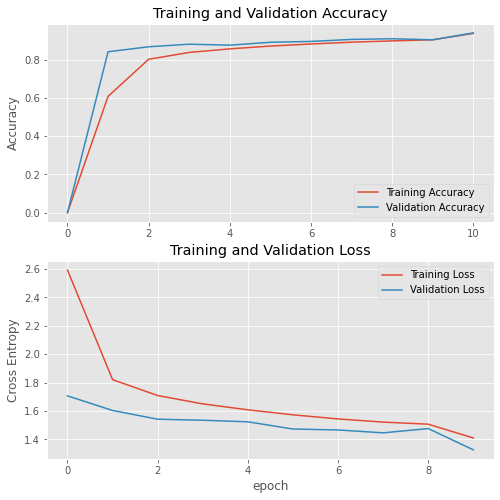 Training and Validation Accuracy
Accuracy
0.8
0.6
0.4
0.2
0.0
Training Accuracy
Validation Accuracy
0 2 4 6 8 10
Training and Validation Loss
Cross Entropy
2.6
2.4
2.2
2.0
1.8
1.6
1.4
Training Loss
Validation Loss
0 2 4 6 8
epoch